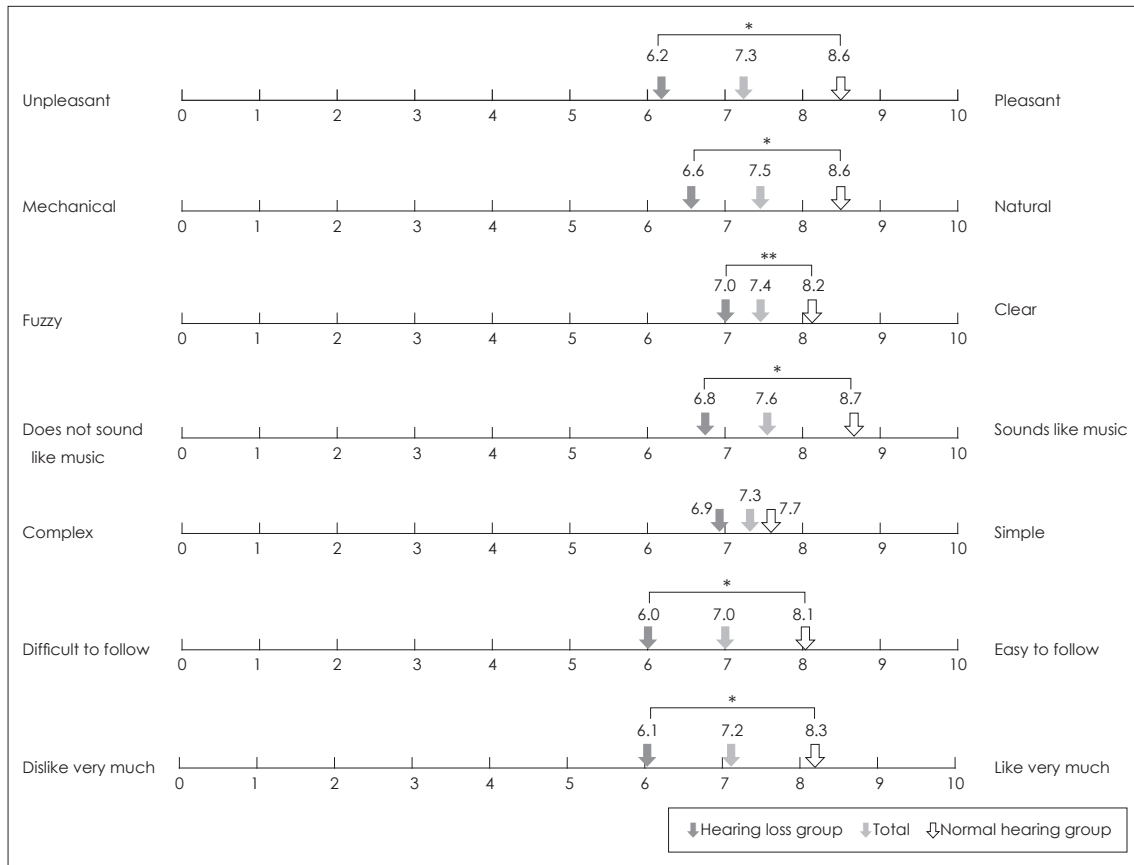 *
6.2 7.3 8.6
Unpleasant Pleasant
0 1 2 3 4 5 6 7 8 9 10
*
6.6 7.5 8.6
Mechanical Natural
0 1 2 3 4 5 6 7 8 9 10
**
7.0 7.4 8.2
Fuzzy Clear
0 1 2 3 4 5 6 7 8 9 10
*
6.8 7.6 8.7
Does not sound Sounds like music
like music
0 1 2 3 4 5 6 7 8 9 10
6.9 7.3 7.7
Complex Simple
0 1 2 3 4 5 6 7 8 9 10
*
6.0 7.0 8.1
Difficult to follow Easy to follow
0 1 2 3 4 5 6 7 8 9 10
*
6.1 7.2 8.3
Dislike very much Like very much
0 1 2 3 4 5 6 7 8 9 10
Hearing loss group Total Normal hearing group